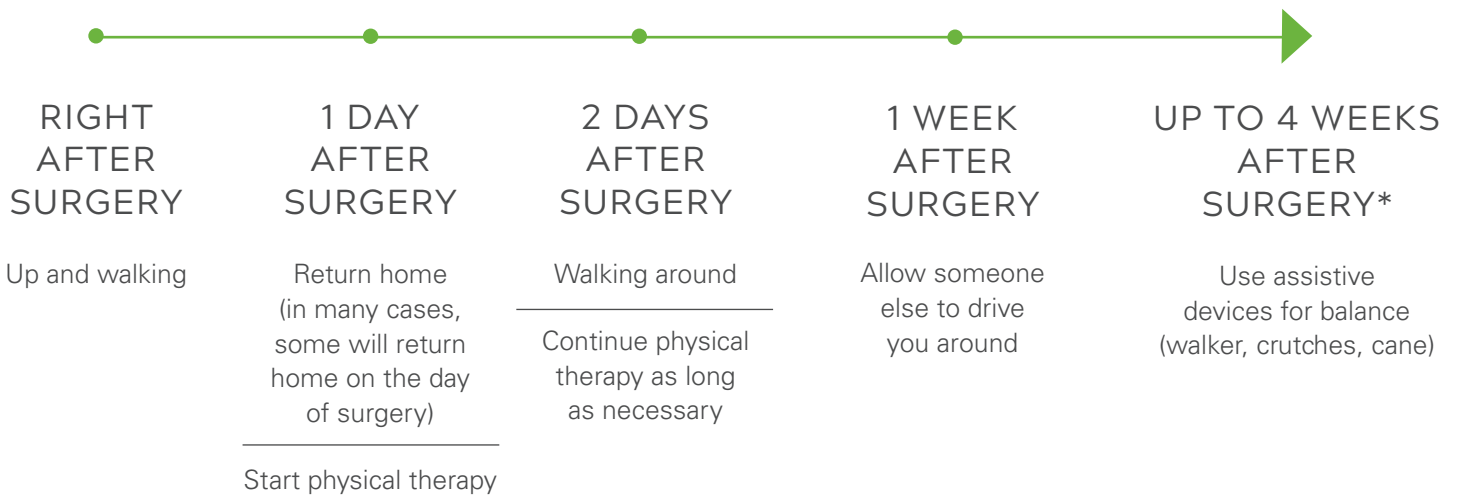 RIGHT
AFTER
SURGERY
Up and walking
1 DAY
AFTER
SURGERY
Return home
(in many cases,
some will return
home on the day
of surgery)
Start physical therapy
2 DAYS
AFTER
SURGERY
Walking around
Continue physical
therapy as long
as necessary
1 WEEK
AFTER
SURGERY
Allow someone
else to drive
you around
UP TO 4 WEEKS
AFTER
SURGERY*
Use assistive
devices for balance
(walker, crutches, cane)